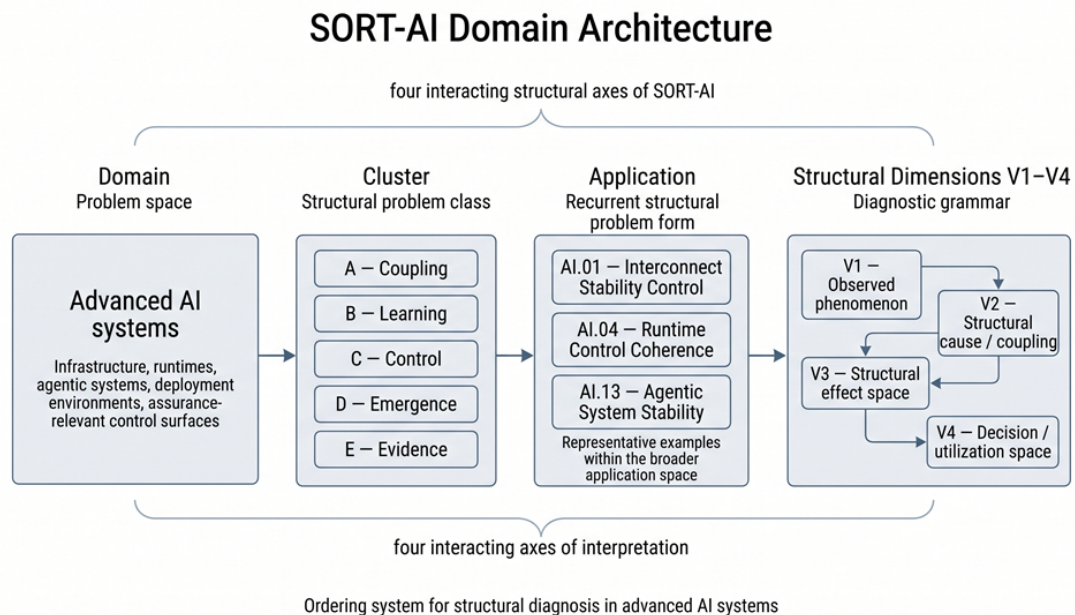 SORT-AI Domain Architecture
four interacting structural axes of SORT-AI
Domain
Problem space
Advanced AI
systems
Infrastructure, runtimes,
agentic systems, deployment
environments, assurance-
relevant control surfaces
Cluster
Structural problem class
A — Coupling
B — Learning
C — Control
D — Emergence
E — Evidence
Application
Recurrent structural
problem form
AI.01 — Interconnect
Stability Control
AI.04 — Runtime
Control Coherence
AI.13 — Agentic
System Stability
Representative examples
within the broader
application space
Structural Dimensions V1–V4
Diagnostic grammar
V1 —
Observed
phenomenon
V2 —
Structural
cause / coupling
V3 — Structural
effect space
V4 — Decision /
utilization space
four interacting axes of interpretation
Ordering system for structural diagnosis in advanced AI systems